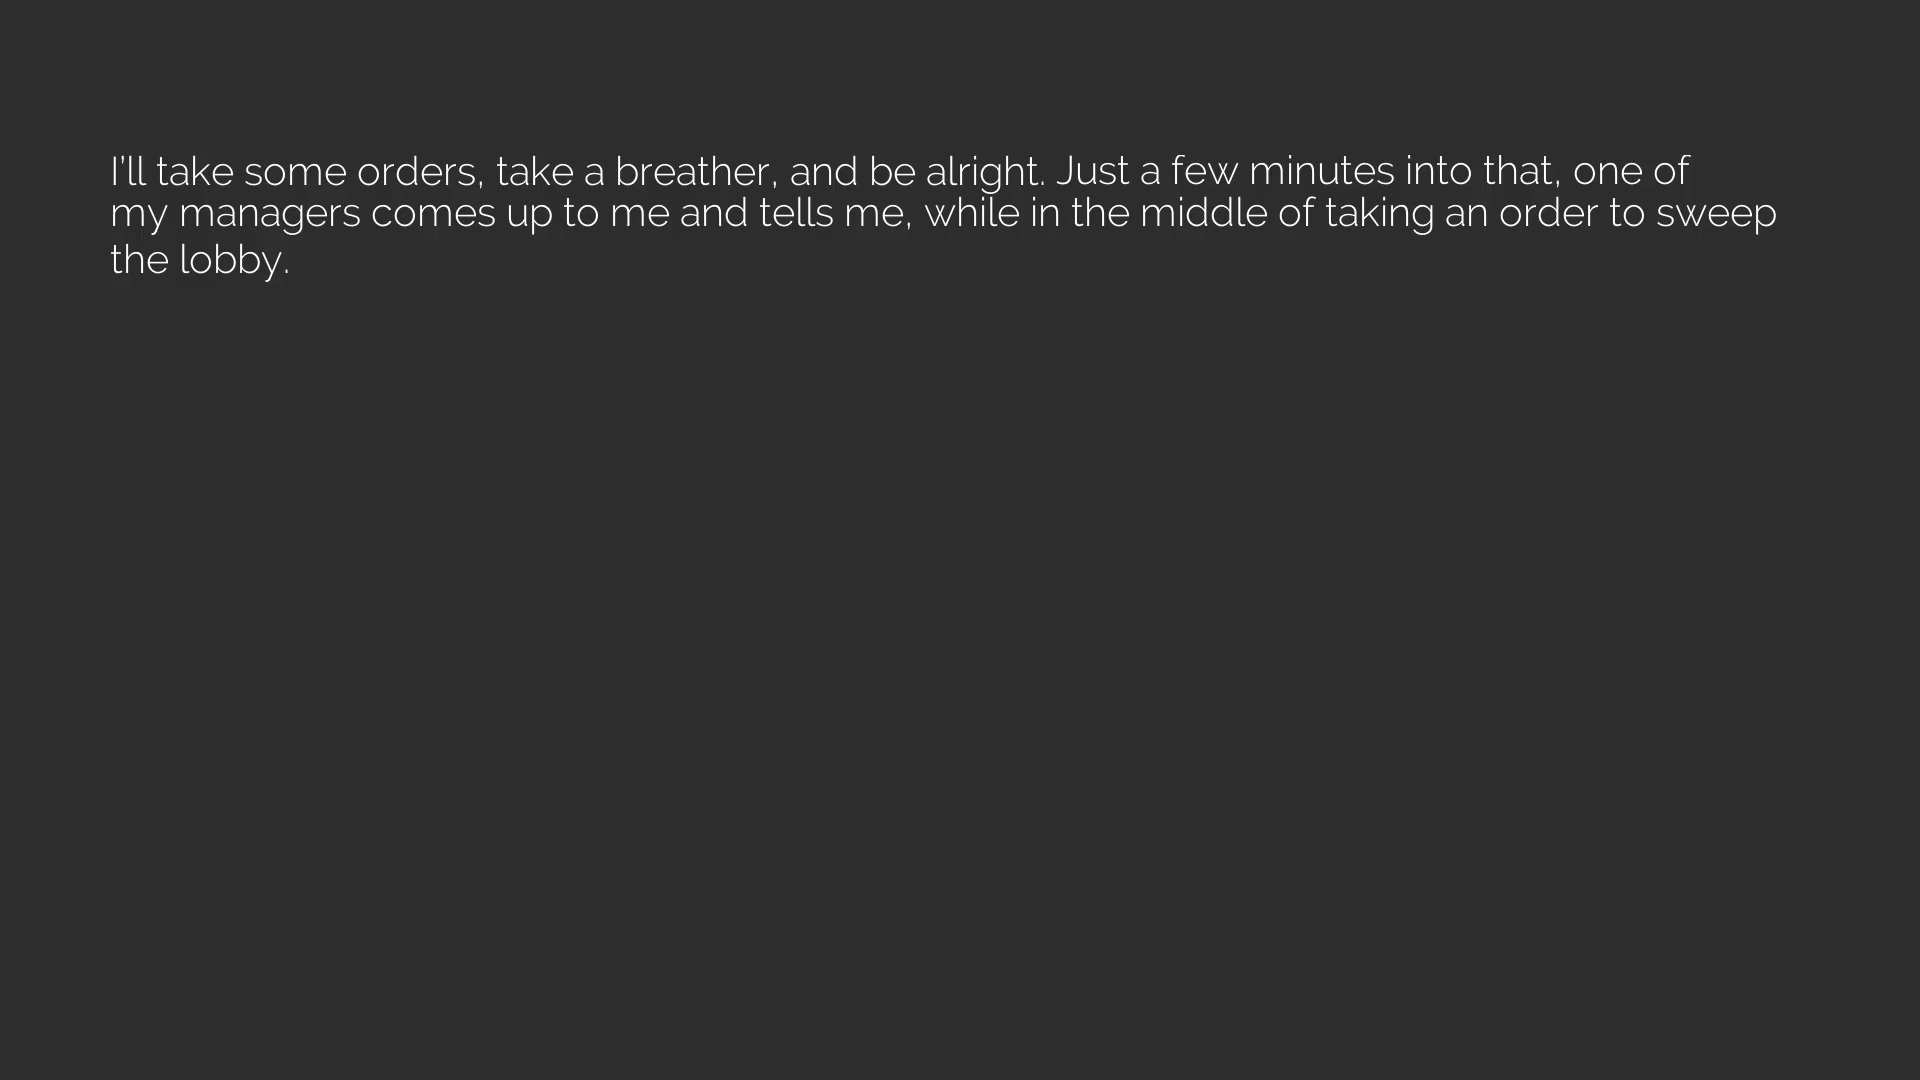 I'll take some orders, take a breather, and be alright. Just a few minutes into that, one of
my managers comes up to me and tells me, while in the middle of taking an order to sweep
the lobby.